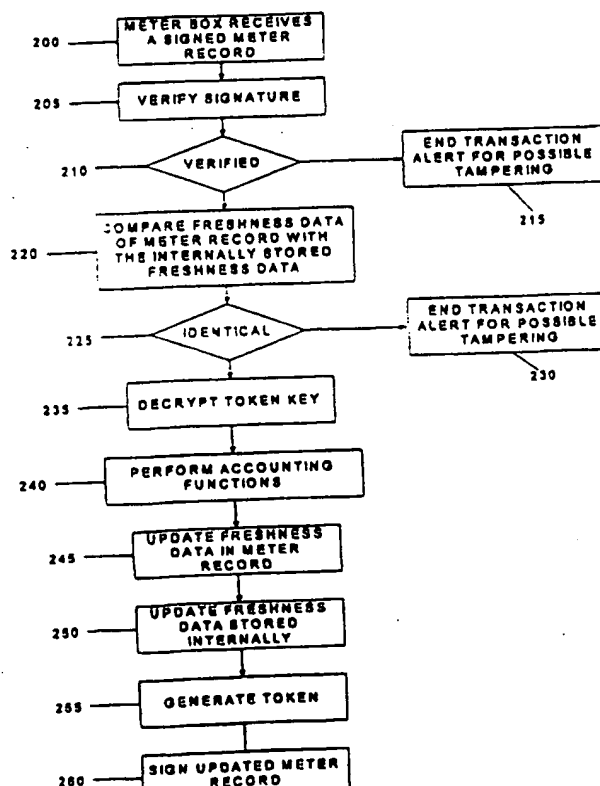 METER BOX RECEIVES
A SIGNED METER
RECORD
200
VERIFY SIGNATURE
205
VERIFIED
210
END TRANSACTION
ALERT FOR POSSIBLE
TAMPERING
215
COMPARE FRESHNESS DATA
OF METER RECORD WITH
THE INTERNALLY STORED
FRESHNESS DATA
220
IDENTICAL
225
END TRANSACTION
ALERT FOR POSSIBLE
TAMPERING
230
DECRYPT TOKEN KEY
235
PERFORM ACCOUNTING
FUNCTIONS
240
UPDATE FRESHNESS
DATA IN METER
RECORD
245
UPDATE FRESHNESS
DATA STORED
INTERNALLY
250
GENERATE TOKEN
255
SIGN UPDATED METER
RECORD
260